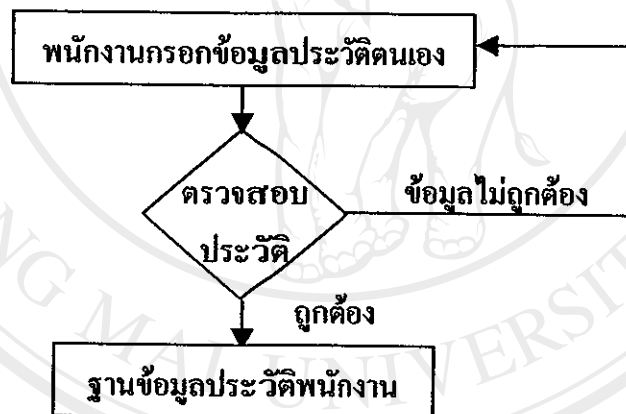 พนักงานกรอกข้อมูลประวัติตนเอง
ตรวจสอบ
ประวัติ
ข้อมูลไม่ถูกต้อง
ถูกต้อง
ฐานข้อมูลประวัติพนักงาน
NG MAI UNIVERSIT